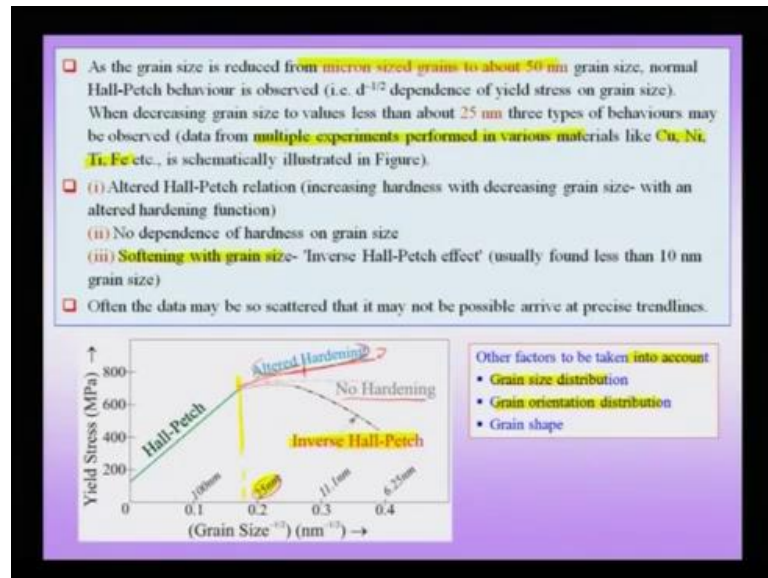 As the grain size is reduced from micron sized grains to about 50 nm grain size, normal
Hall-Petch behaviour is observed (i.e. d^-1/2 dependence of yield stress on grain size).
When decreasing grain size to values less than about 25 nm three types of behaviours may
be observed (data from multiple experiments performed in various materials like Cu, Ni,
Ti, Fe etc., is schematically illustrated in Figure).
(i) Altered Hall-Petch relation (increasing hardness with decreasing grain size- with an
altered hardening function)
(ii) No dependence of hardness on grain size
(iii) Softening with grain size- 'Inverse Hall-Petch effect' (usually found less than 10 nm
grain size)
Often the data may be so scattered that it may not be possible arrive at precise trendlines.
Yield Stress (MPa) →
800
600
400
200
Hall-Petch
Altered Hardening
No Hardening
Inverse Hall-Petch
100nm
25nm
11.1nm
6.25nm
0
0.1
0.2
0.3
0.4
(Grain Size^-1/2) (nm^-1/2) →
Other factors to be taken into account
▪ Grain size distribution
▪ Grain orientation distribution
▪ Grain shape